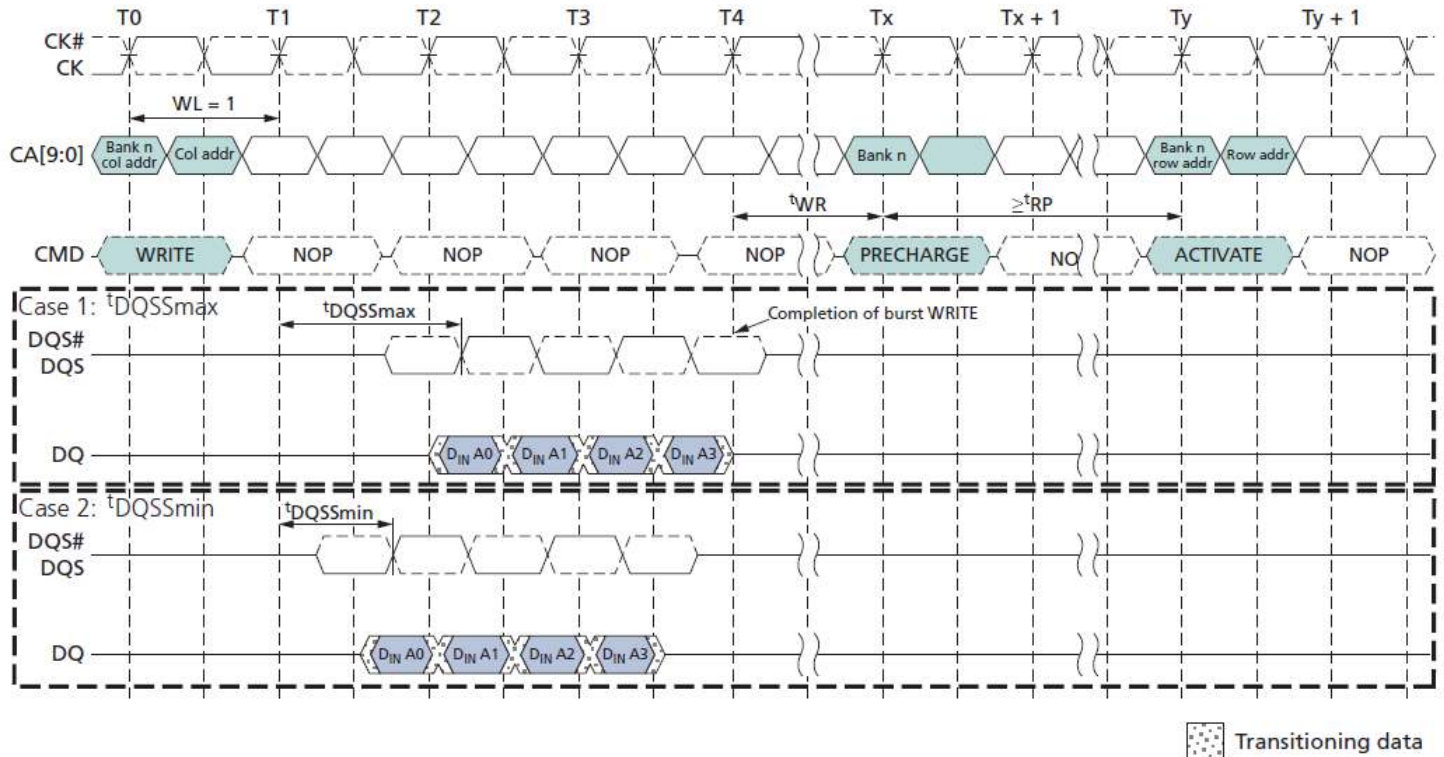 T0 T1 T2 T3 T4 Tx Tx + 1 Ty Ty + 1
CK#
CK
WL = 1
CA[9:0] Bank n col addr Col addr Bank n Bank n row addr Row addr
tWR ≥tRP
CMD WRITE NOP NOP NOP NOP PRECHARGE NO ACTIVATE NOP
Case 1: tDQSSmax
tDQSSmax
Completion of burst WRITE
DQS#
DQS
DQ DIN A0 DIN A1 DIN A2 DIN A3
Case 2: tDQSSmin
tDQSSmin
DQS#
DQS
DQ DIN A0 DIN A1 DIN A2 DIN A3
Transitioning data